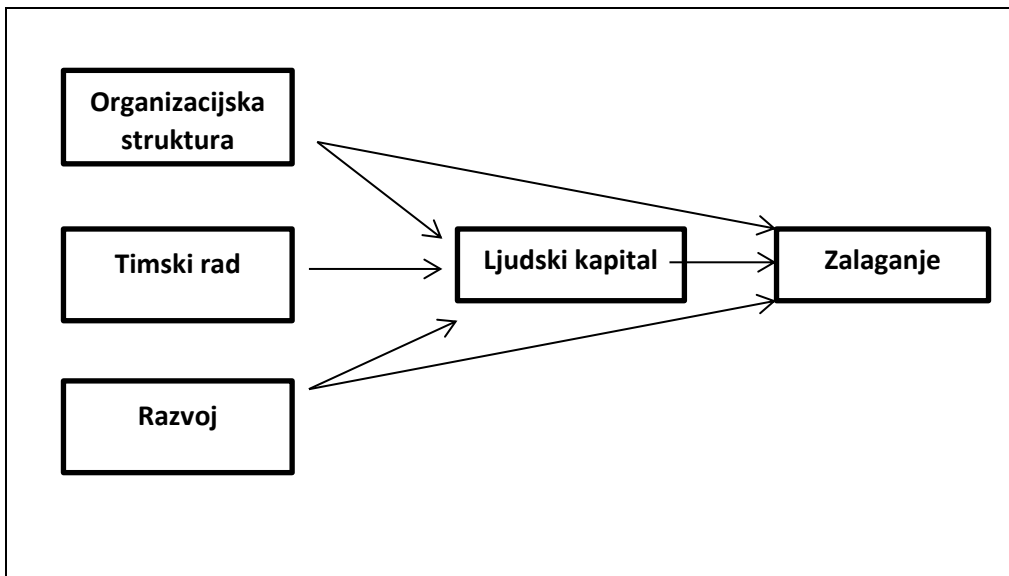 Organizacijska
struktura
Timski rad
Ljudski kapital
Zalaganje
Razvoj